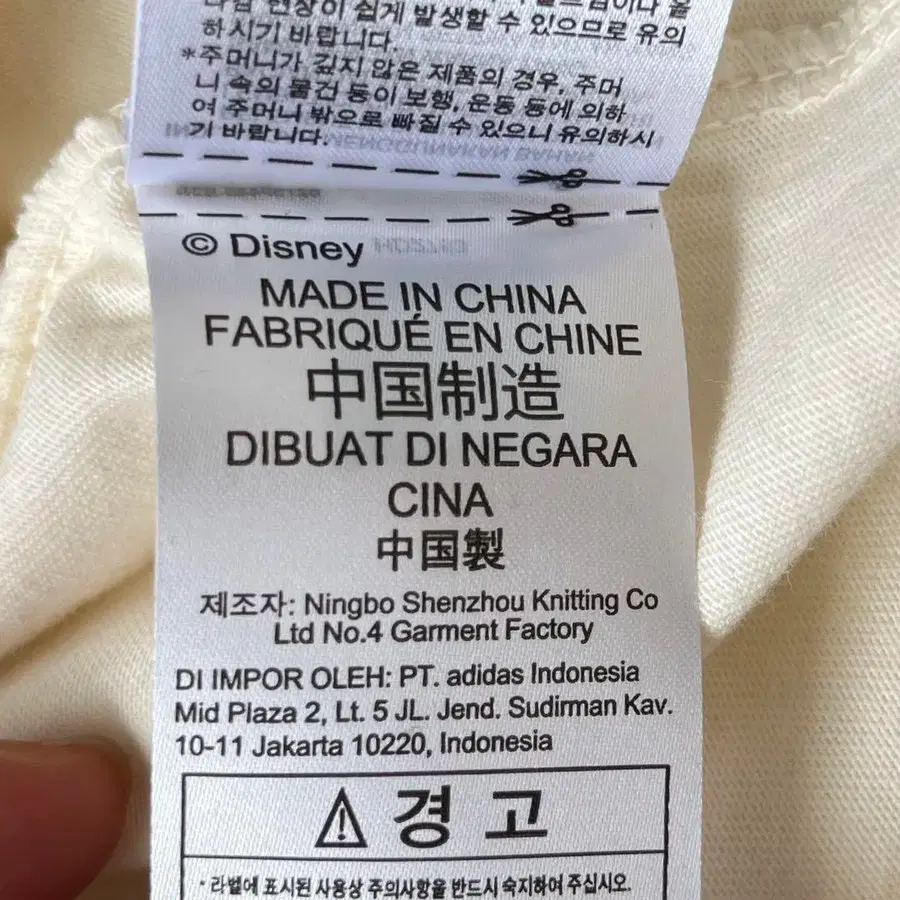 다림 현상이 쉽게 발생할 수 있으므로 유의
하시기 바랍니다.
*주머니가 깊지 않은 제품의 경우, 주머
니 속의 물건 등이 보행, 운동 등에 의하
여 주머니 밖으로 빠질 수 있으니 유의하시
기 바랍니다.
© Disney
MADE IN CHINA
FABRIQUÉ EN CHINE
中国制造
DIBUAT DI NEGARA
CINA
中国製
제조자: Ningbo Shenzhou Knitting Co
Ltd No.4 Garment Factory
DI IMPOR OLEH: PT. adidas Indonesia
Mid Plaza 2, Lt. 5 JL. Jend. Sudirman Kav.
10-11 Jakarta 10220, Indonesia
경 고
· 라벨에 표시된 사용상 주의사항을 반드시 숙지하여 주십시오.